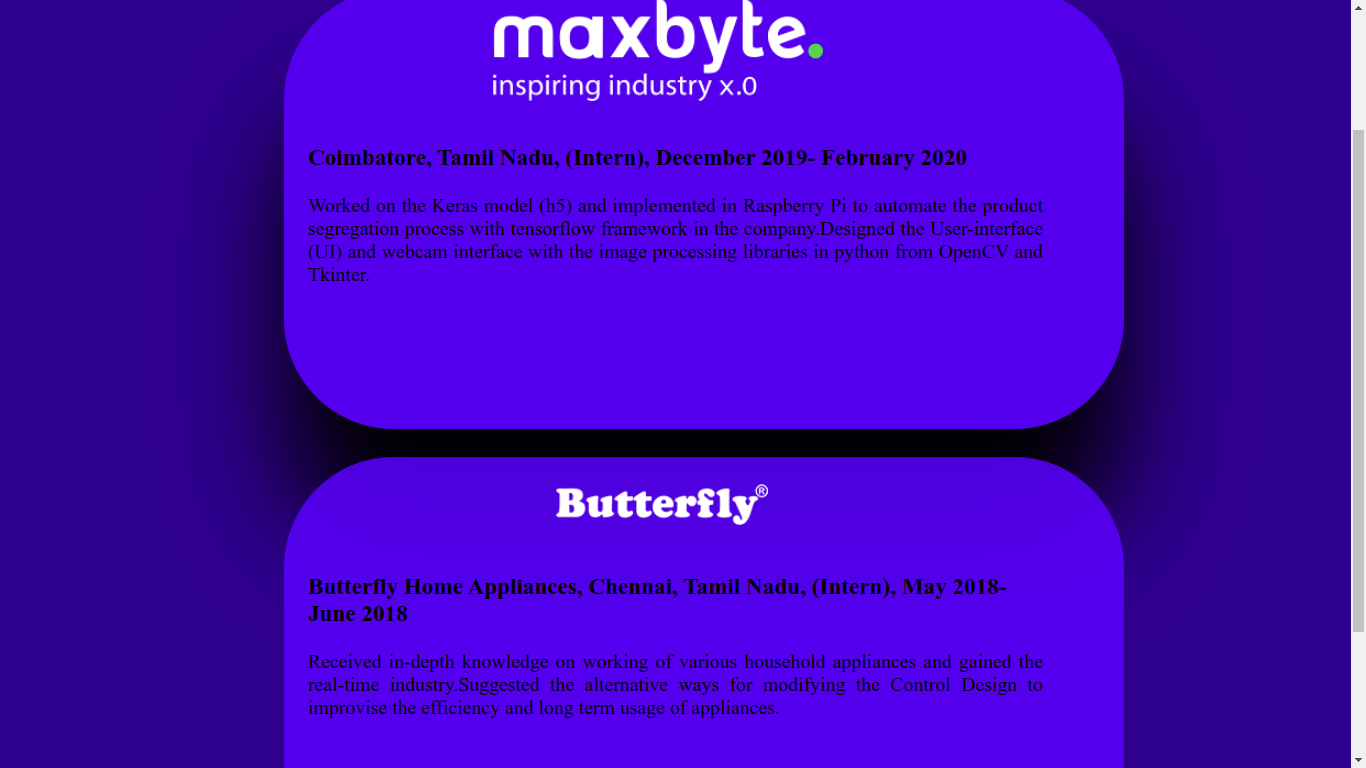 maxbyte.
inspiring industry x.0
Coimbatore, Tamil Nadu, (Intern), December 2019- February 2020
Worked on the Keras model (h5) and implemented in Raspberry Pi to automate the product
segregation process with tensorflow framework in the company.Designed the User-interface
(UI) and webcam interface with the image processing libraries in python from OpenCV and
Tkinter.
Butterfly®
Butterfly Home Appliances, Chennai, Tamil Nadu, (Intern), May 2018-
June 2018
Received in-depth knowledge on working of various household appliances and gained the
real-time industry.Suggested the alternative ways for modifying the Control Design to
improvise the efficiency and long term usage of appliances.